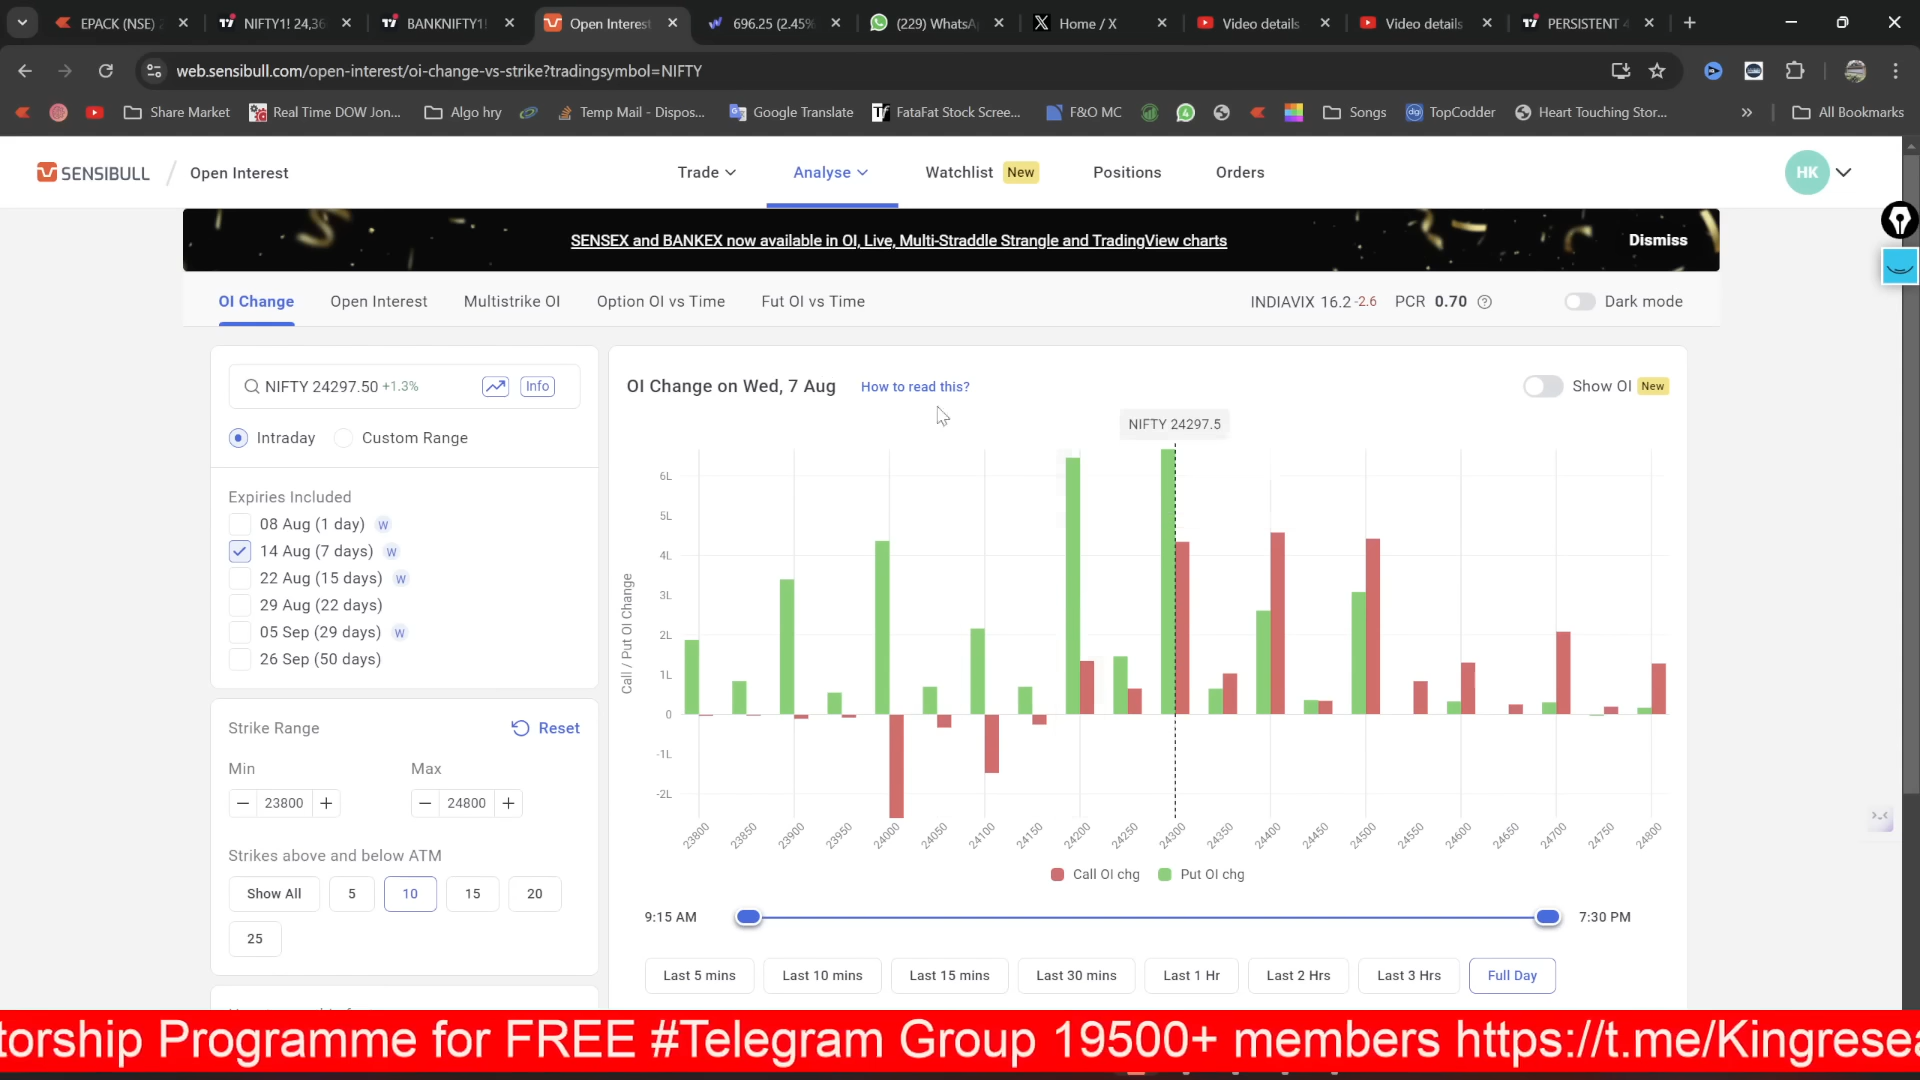 EPACK (NSE)
NIFTY1! 24,36
BANKNIFTY1!
Open Interest
696.25 (2.45%
(229) WhatsA
Home / X
Video details
Video details
PERSISTENT 4
web.sensibull.com/open-interest/oi-change-vs-strike?tradingsymbol=NIFTY
Share Market
Real Time DOW Jon...
Algo hry
Temp Mail - Dispos...
Google Translate
FataFat Stock Scree...
F&O MC
Songs
TopCodder
Heart Touching Stor...
All Bookmarks
SENSIBULL / Open Interest
Trade
Analyse
Watchlist New
Positions
Orders
HK
SENSEX and BANKEX now available in OI, Live, Multi-Straddle Strangle and TradingView charts
Dismiss
OI Change
Open Interest
Multistrike OI
Option OI vs Time
Fut OI vs Time
INDIAVIX 16.2 -2.6 PCR 0.70
Dark mode
NIFTY 24297.50 +1.3%
Info
Intraday
Custom Range
Expiries Included
08 Aug (1 day) W
14 Aug (7 days) W
22 Aug (15 days) W
29 Aug (22 days)
05 Sep (29 days) W
26 Sep (50 days)
Strike Range
Reset
Min
Max
23800
24800
Strikes above and below ATM
Show All
5
10
15
20
25
OI Change on Wed, 7 Aug
How to read this?
Show OI New
NIFTY 24297.5
Call / Put OI Change
6L
5L
4L
3L
2L
1L
0
-1L
-2L
23800
23850
23900
23950
24000
24050
24100
24150
24200
24250
24300
24350
24400
24450
24500
24550
24600
24650
24700
24750
24800
Call OI chg
Put OI chg
9:15 AM
7:30 PM
Last 5 mins
Last 10 mins
Last 15 mins
Last 30 mins
Last 1 Hr
Last 2 Hrs
Last 3 Hrs
Full Day
torship Programme for FREE #Telegram Group 19500+ members https://t.me/Kingresea